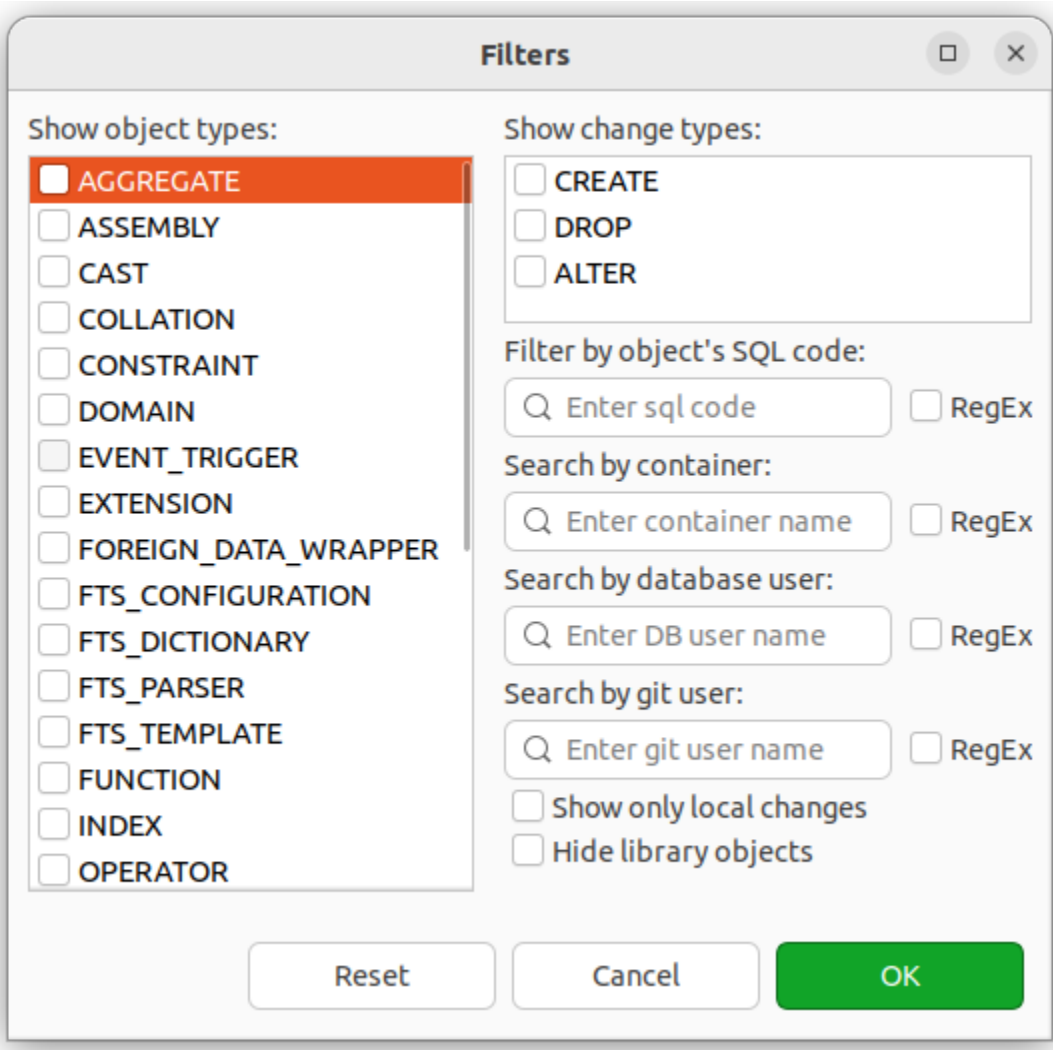 Filters
Show object types:
AGGREGATE
ASSEMBLY
CAST
COLLATION
CONSTRAINT
DOMAIN
EVENT_TRIGGER
EXTENSION
FOREIGN_DATA_WRAPPER
FTS_CONFIGURATION
FTS_DICTIONARY
FTS_PARSER
FTS_TEMPLATE
FUNCTION
INDEX
OPERATOR
Show change types:
CREATE
DROP
ALTER
Filter by object's SQL code:
Enter sql code RegEx
Search by container:
Enter container name RegEx
Search by database user:
Enter DB user name RegEx
Search by git user:
Enter git user name RegEx
Show only local changes
Hide library objects
Reset Cancel OK